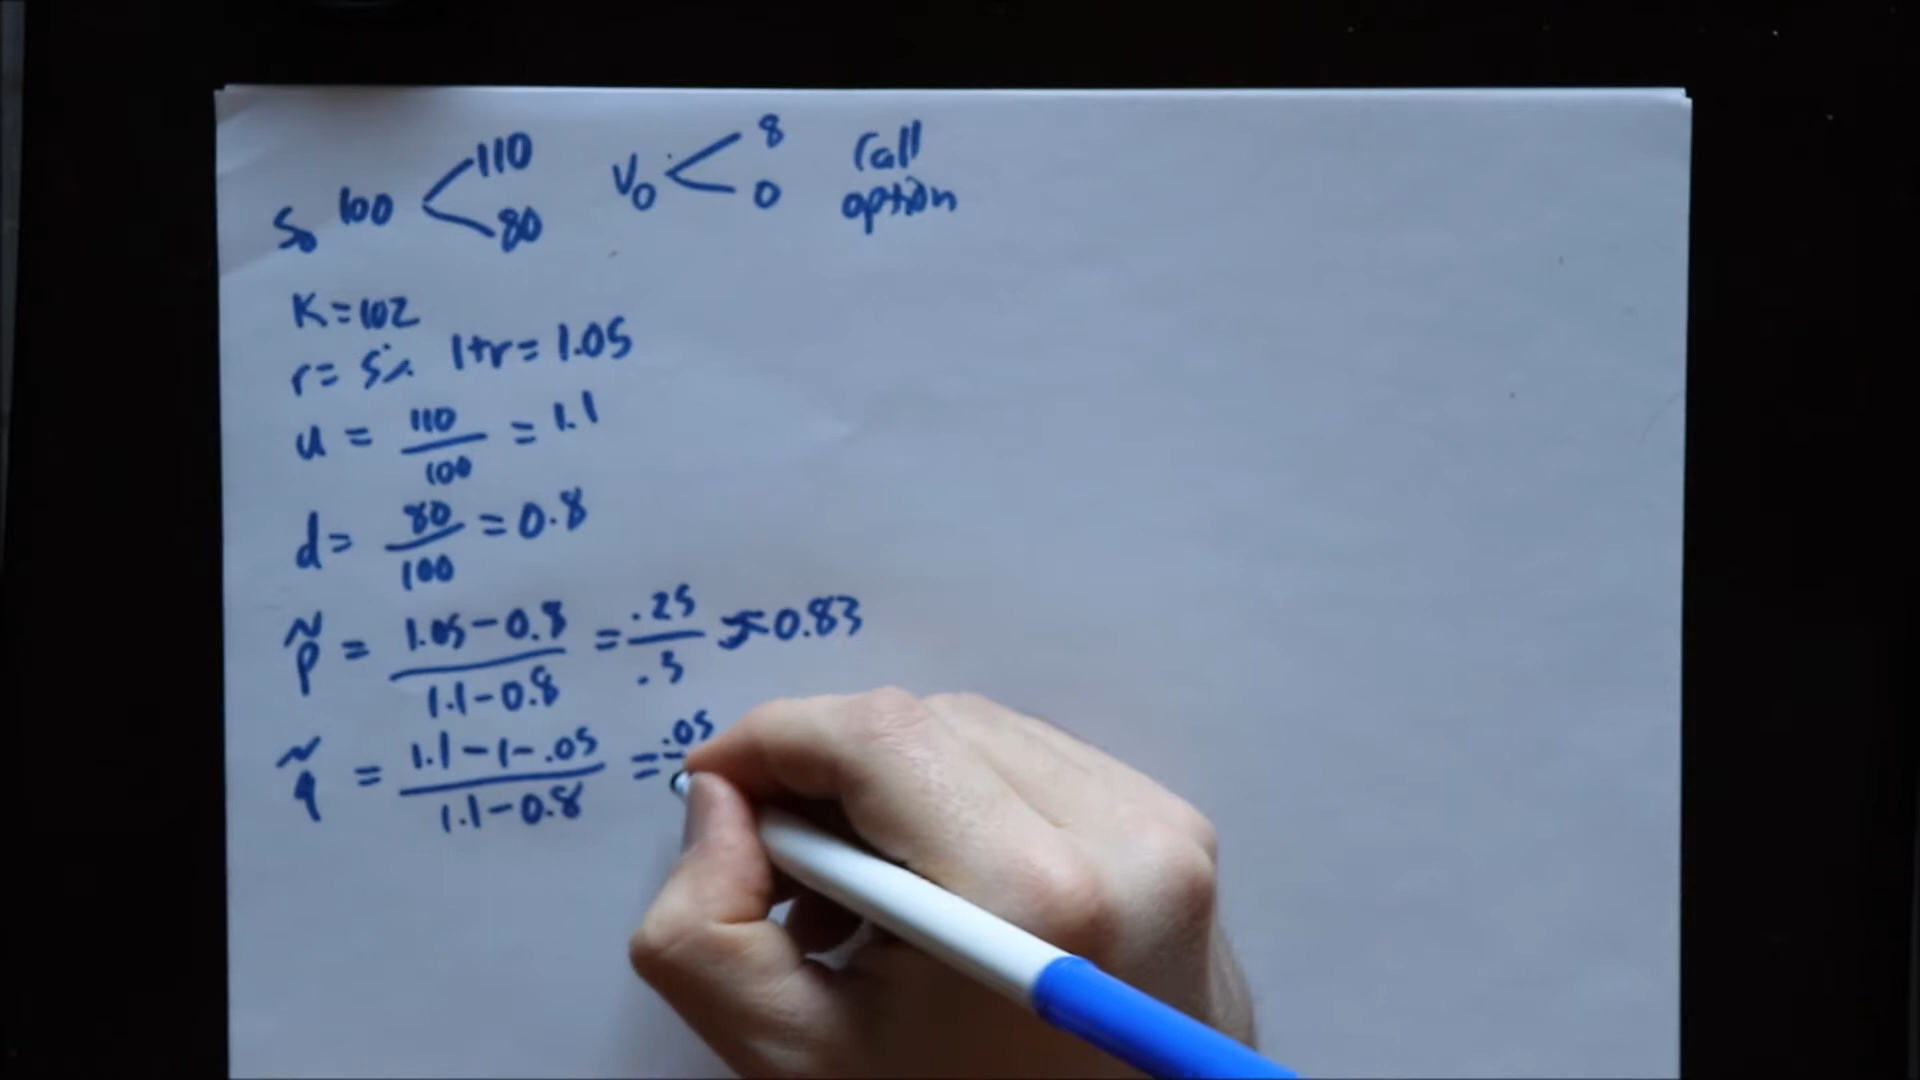 S₀ 100 < 110 V₀ < 8 Call
80 0 option
K=102
r=5% 1+r=1.05
u = 110/100 = 1.1
d = 80/100 = 0.8
p̃ = 1.05-0.8/1.1-0.8 = .25/.3 ≈0.83
q̃ = 1.1-1-.05/1.1-0.8 = .05